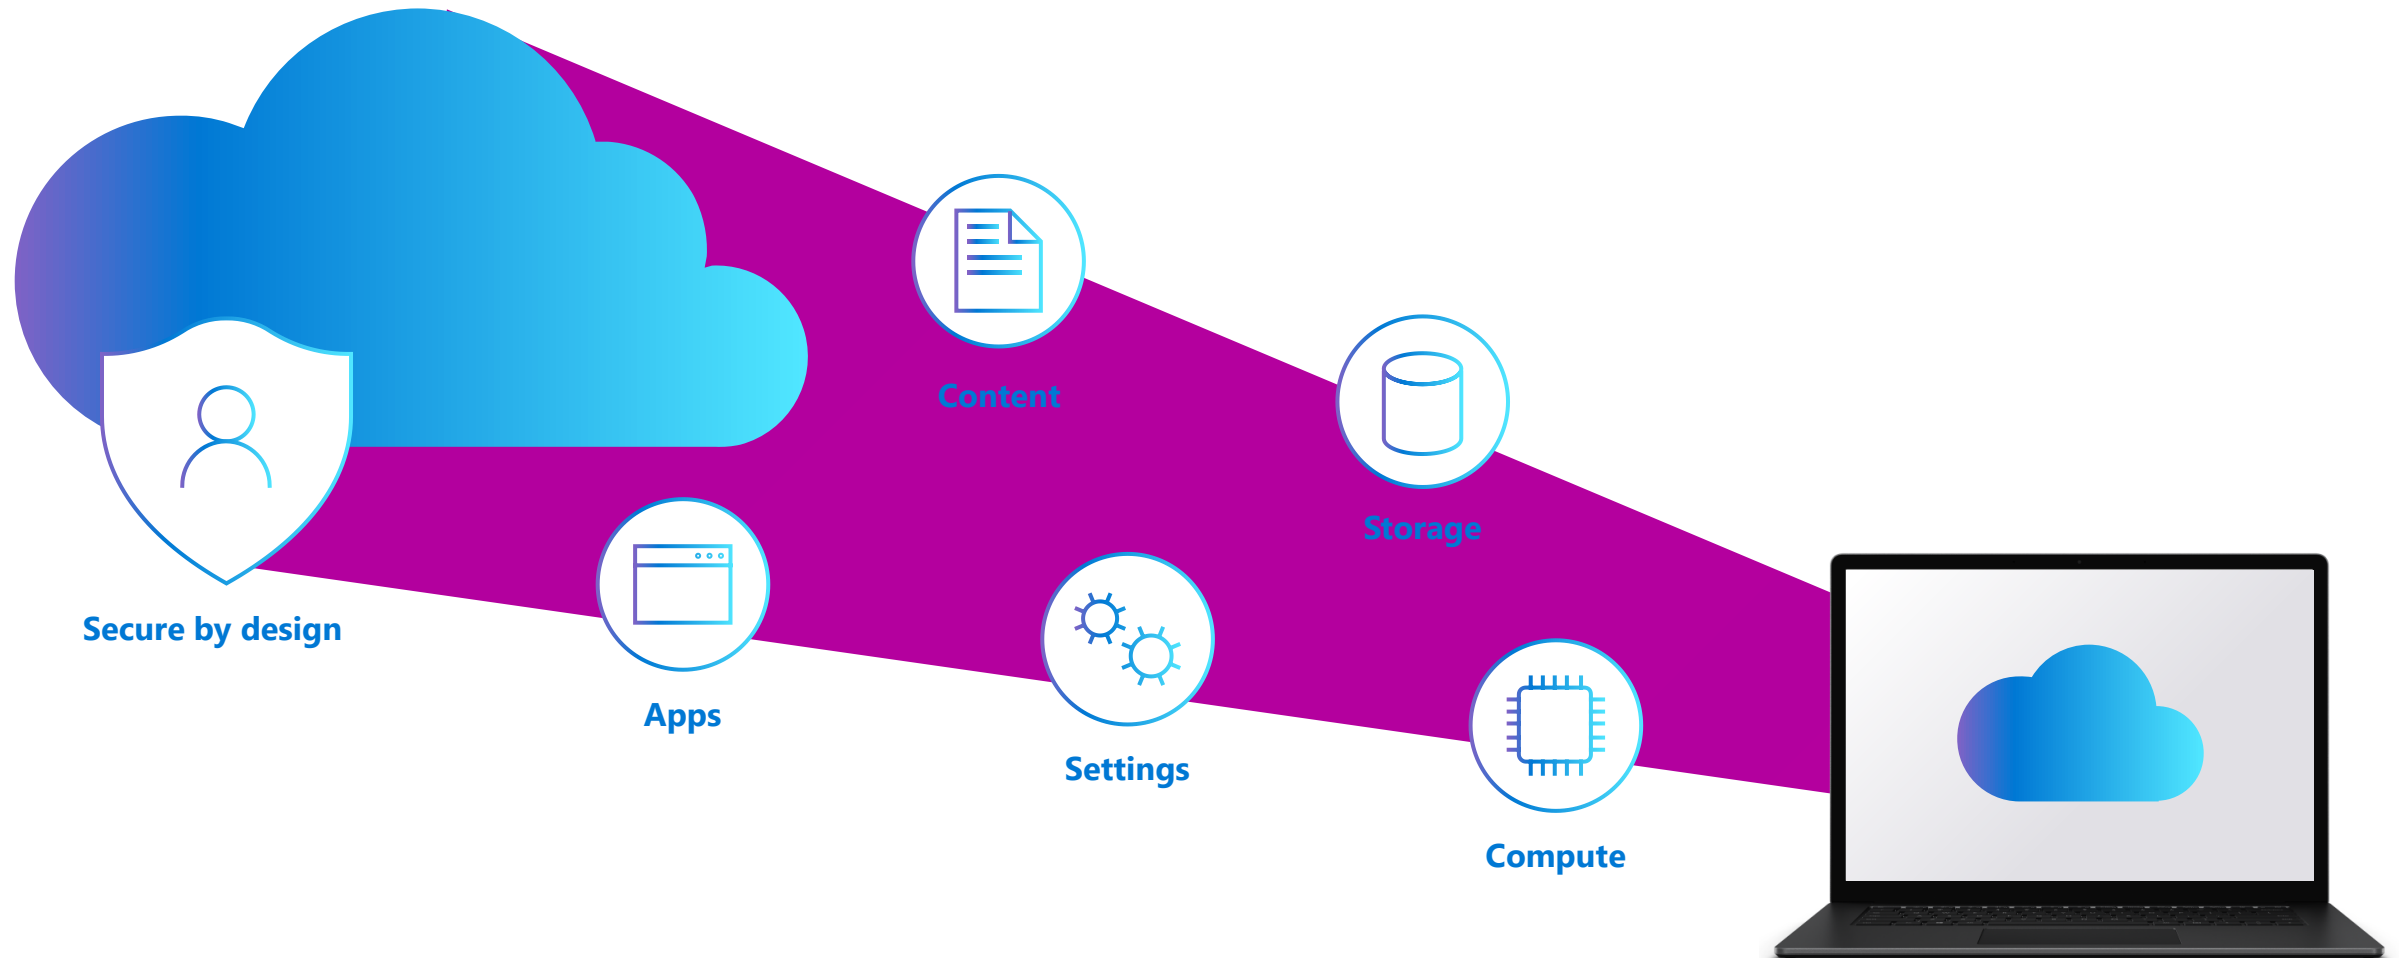 Content
Storage
Secure by design
Apps
Settings
Compute